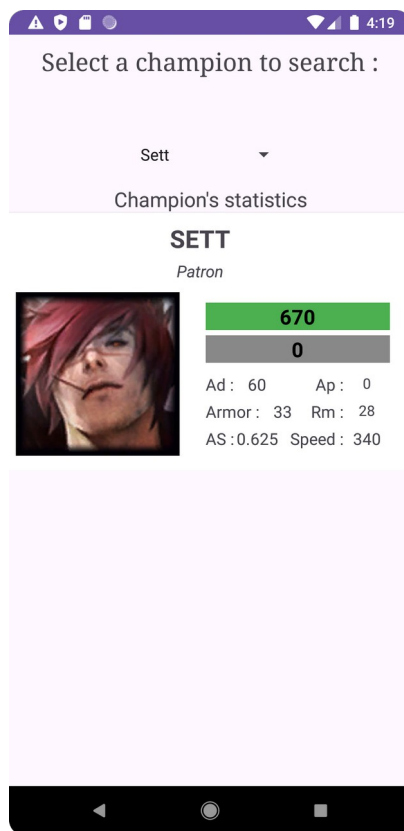 4:19
Select a champion to search :
Sett
Champion's statistics
SETT
Patron
670
0
Ad : 60 Ap : 0
Armor : 33 Rm : 28
AS :0.625 Speed : 340